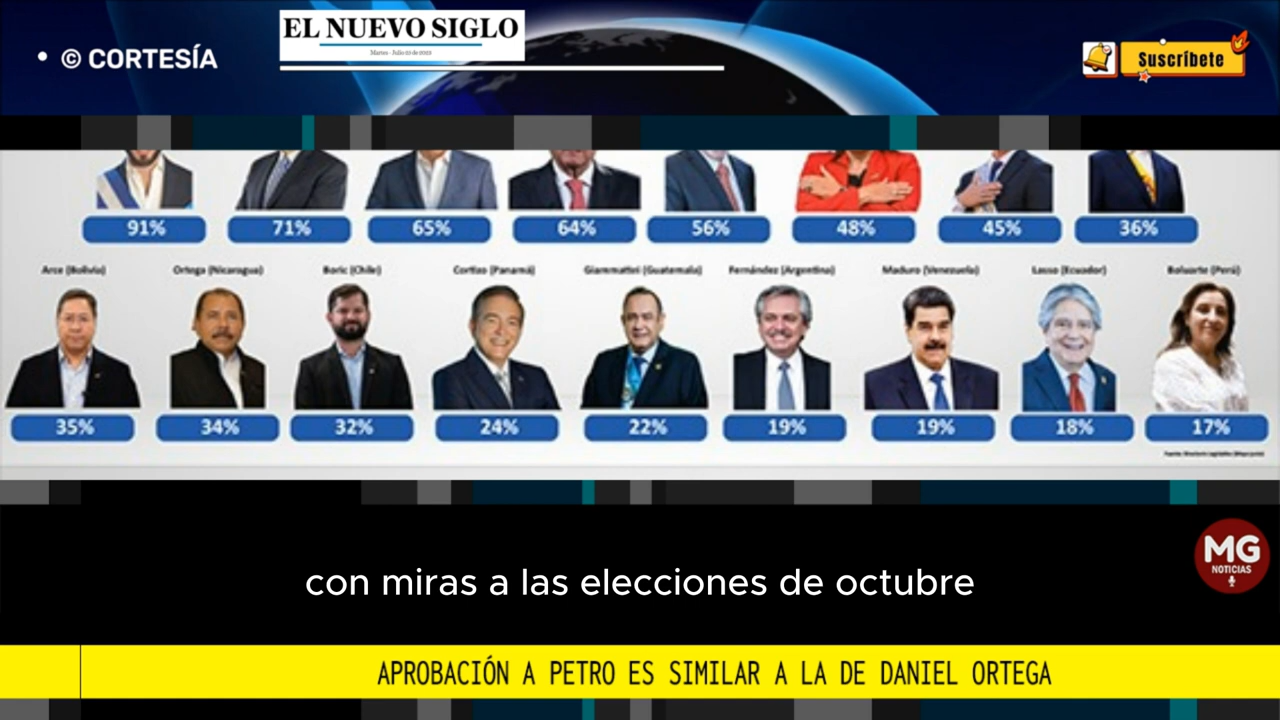 • © CORTESÍA
EL NUEVO SIGLO
Suscríbete
91% 71% 65% 64% 56% 48% 45% 36%
Arce (Bolivia) Ortega (Nicaragua) Boric (Chile) Cortizo (Panamá) Giammattei (Guatemala) Fernández (Argentina) Maduro (Venezuela) Lasso (Ecuador) Boluarte (Perú)
35% 34% 32% 24% 22% 19% 19% 18% 17%
MG
NOTICIAS
con miras a las elecciones de octubre
APROBACIÓN A PETRO ES SIMILAR A LA DE DANIEL ORTEGA